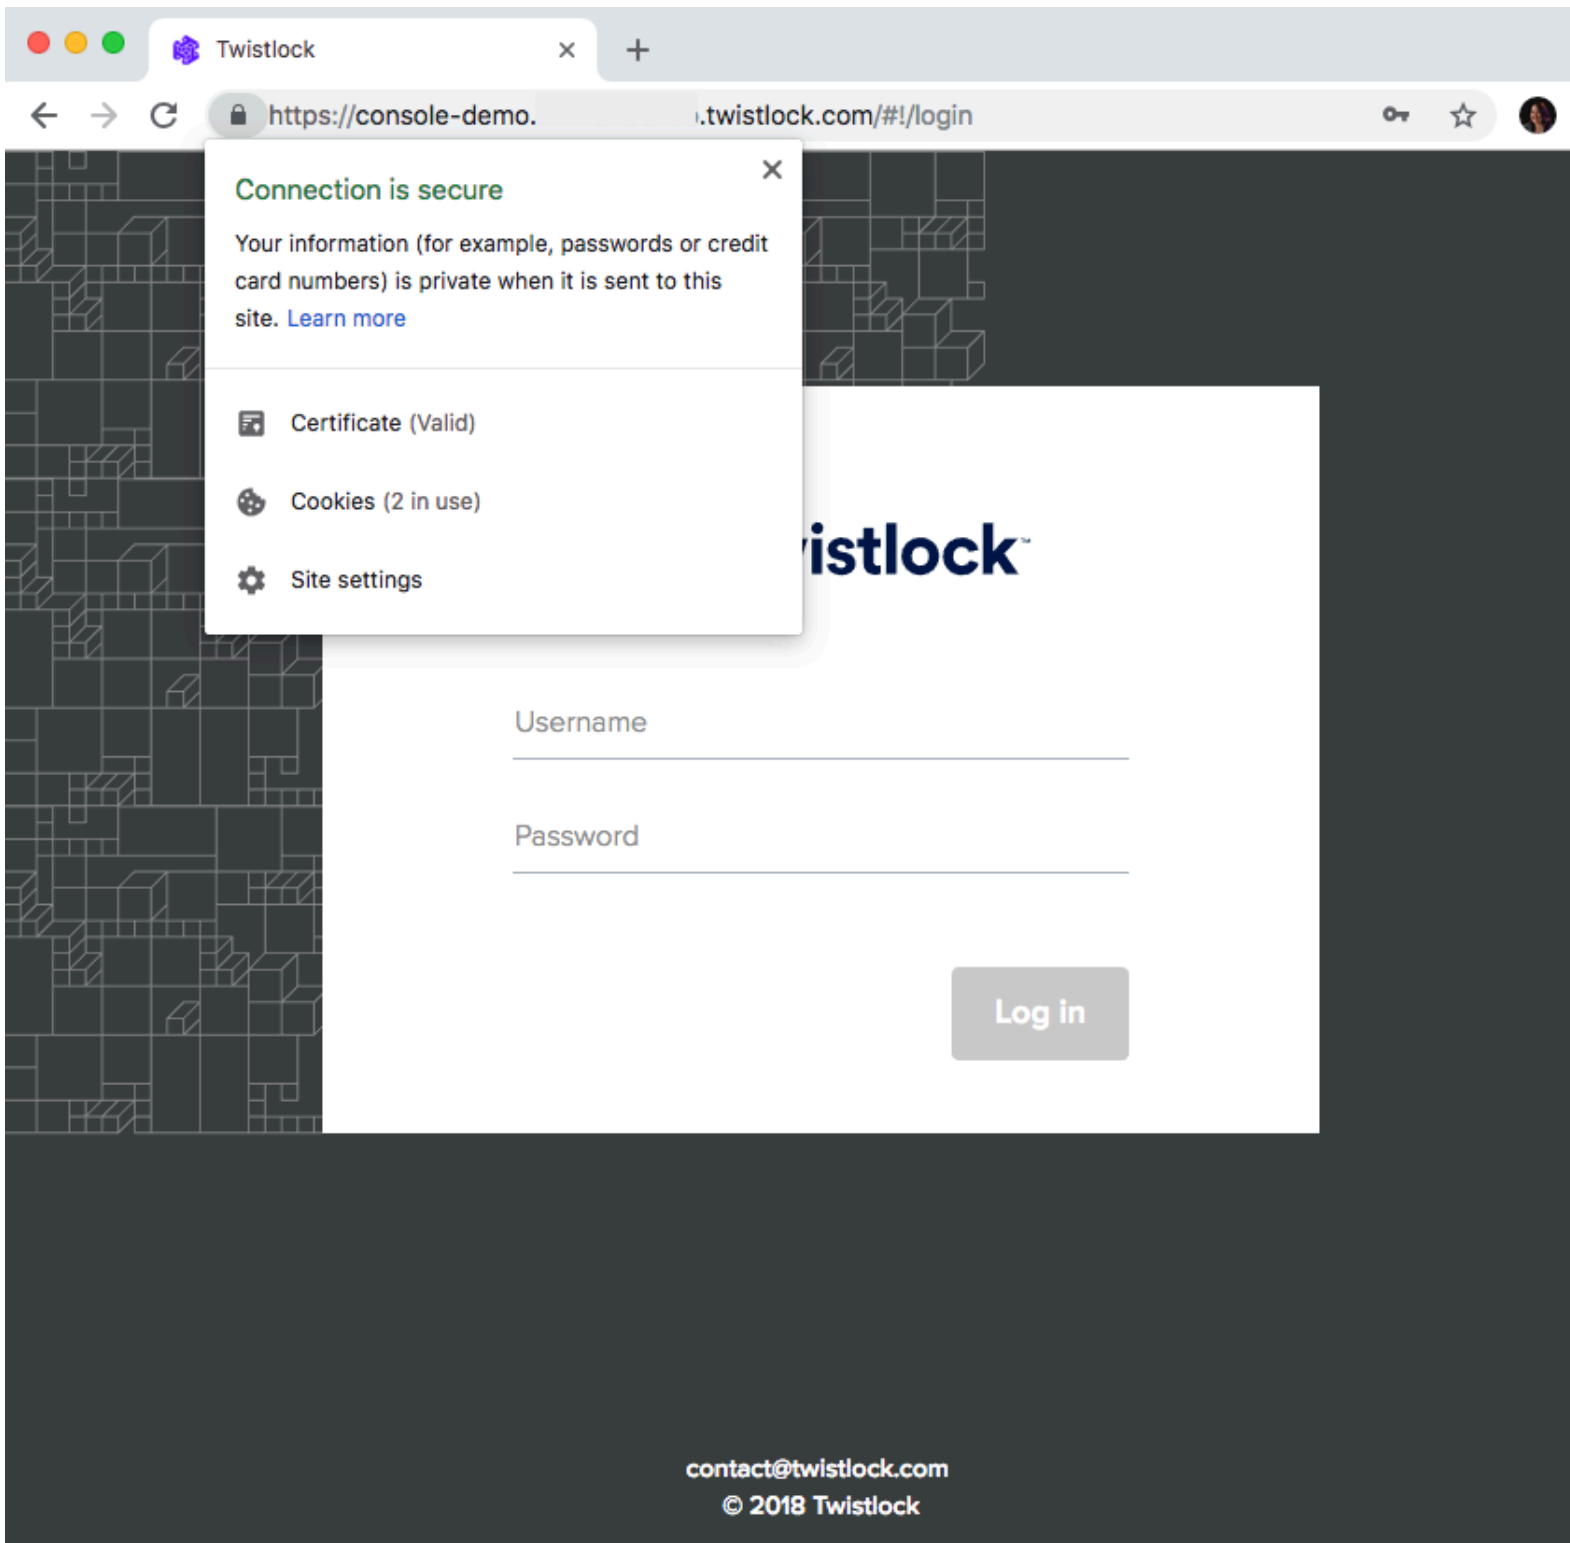 Twistlock
https://console-demo. .twistlock.com/#!/login
Connection is secure
Your information (for example, passwords or credit
card numbers) is private when it is sent to this
site. Learn more
Certificate (Valid)
Cookies (2 in use)
Site settings
istlock
Username
Password
Log in
contact@twistlock.com
© 2018 Twistlock